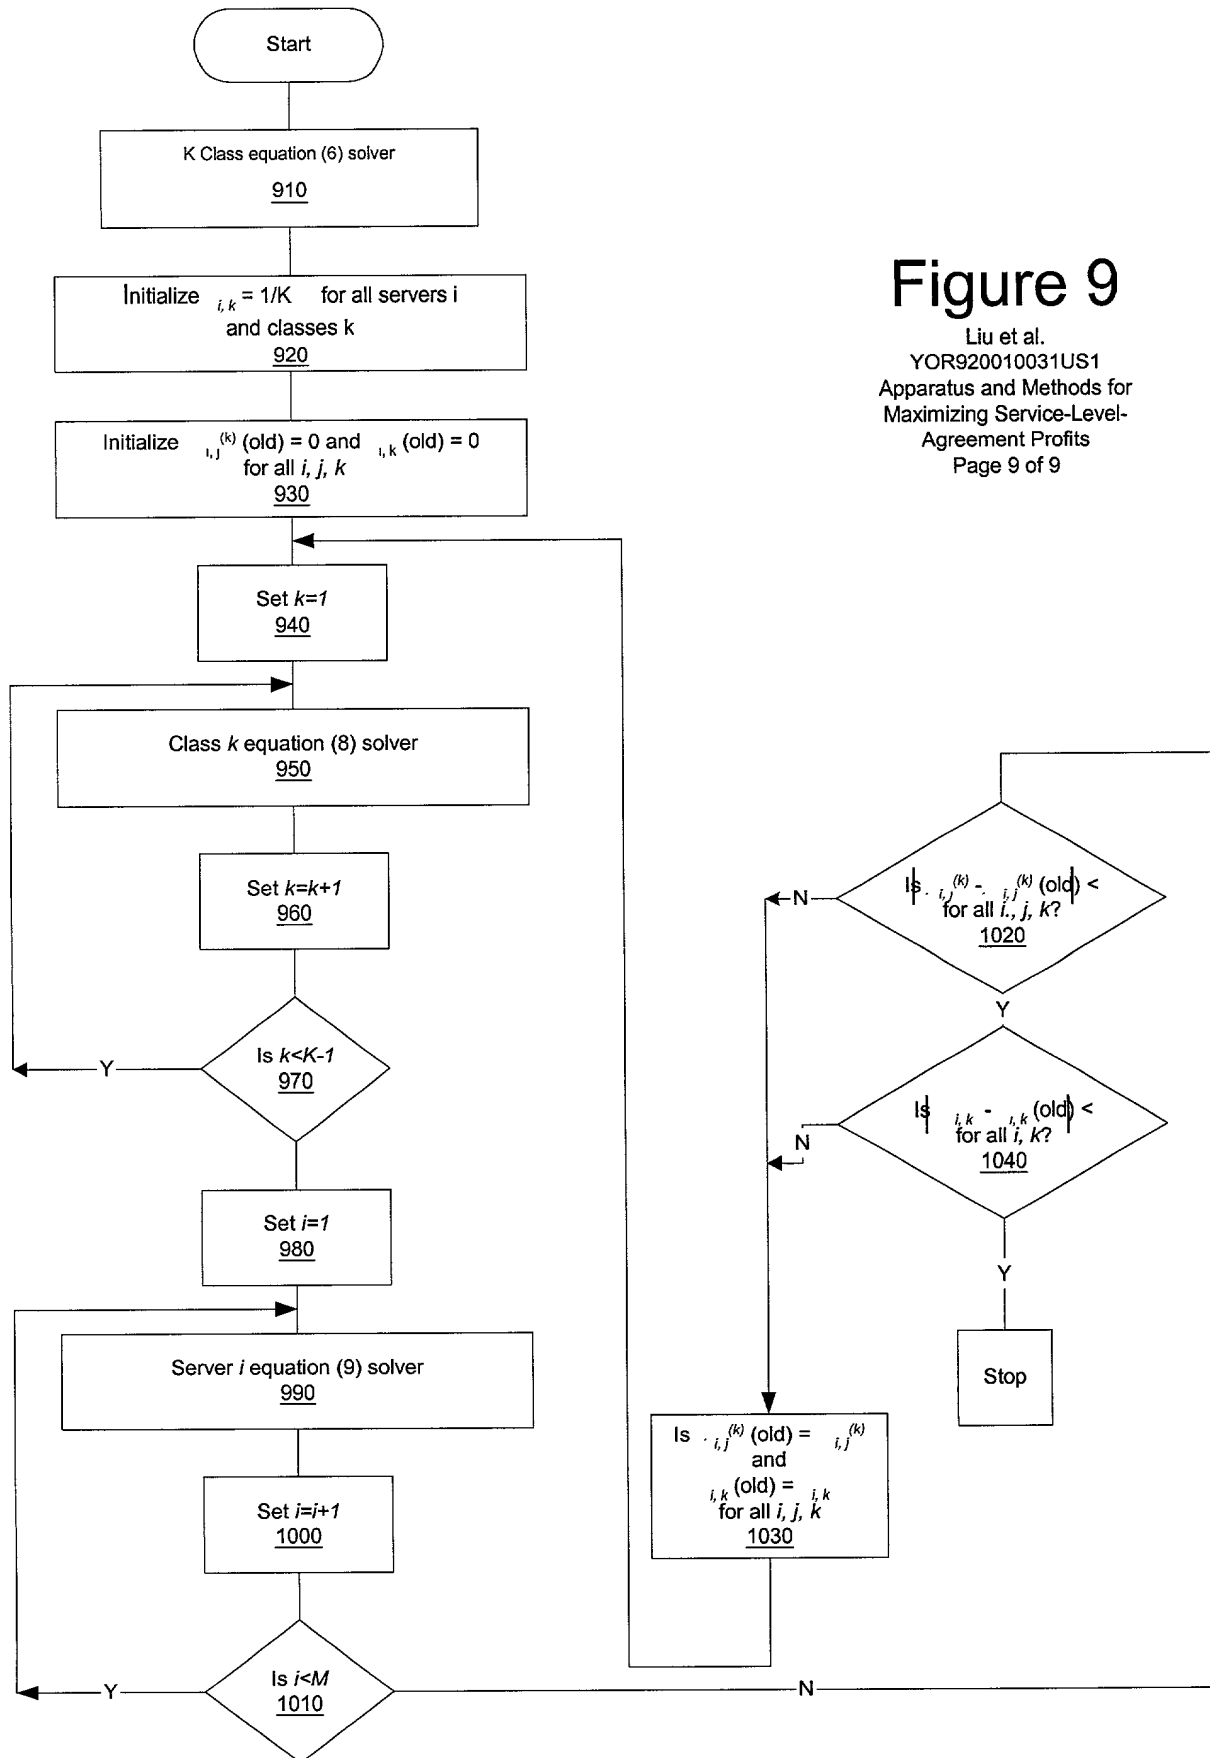 Start
K Class equation (6) solver
910
Initialize i, k = 1/K for all servers i
and classes k
920
Initialize i, j (k) (old) = 0 and i, k (old) = 0
for all i, j, k
930
Set k=1
940
Class k equation (8) solver
950
Set k=k+1
960
Is k<K-1
970
Y
Set i=1
980
Server i equation (9) solver
990
Set i=i+1
1000
Is i<M
1010
Y
N
Figure 9
Liu et al.
YOR920010031US1
Apparatus and Methods for
Maximizing Service-Level-
Agreement Profits
Page 9 of 9
Is | i, j (k) - i, j (k) (old)| <
for all i., j, k?
1020
N
Y
Is | i, k - i, k (old)| <
for all i, k?
1040
N
Y
Stop
Is i, j (k) (old) = i, j (k)
and
i, k (old) = i, k
for all i, j, k
1030